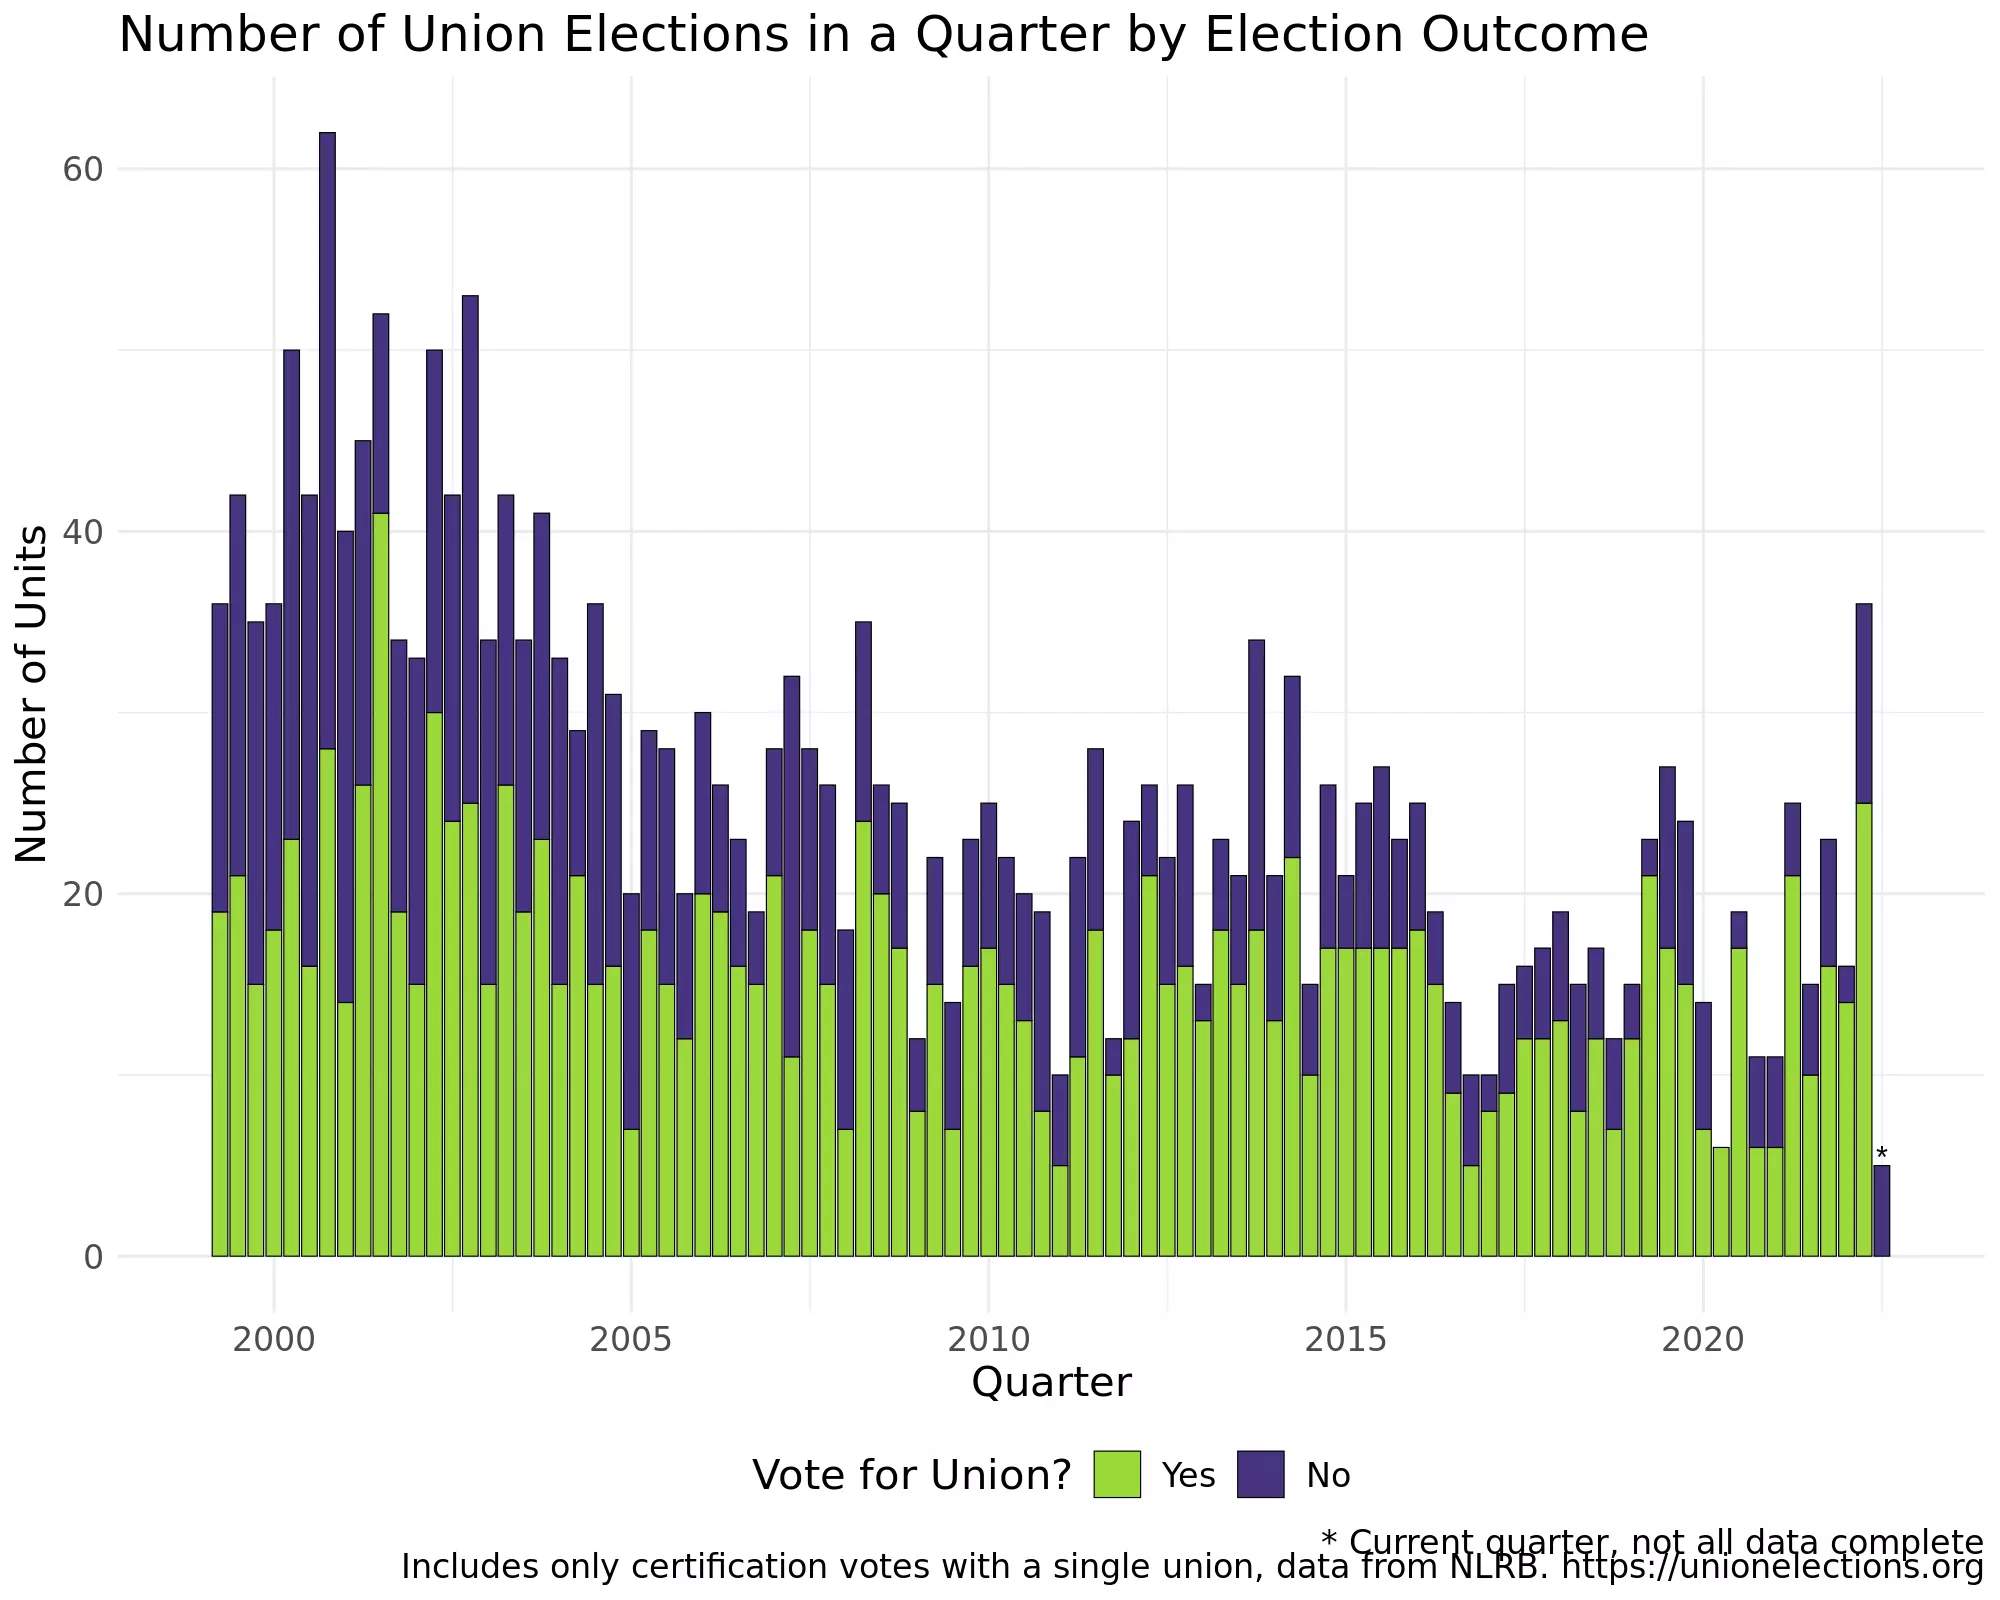 Number of Union Elections in a Quarter by Election Outcome
60
40
20
0
Number of Units
2000 2005 2010 2015 2020
*
Quarter
Vote for Union? Yes No
* Current quarter, not all data complete
Includes only certification votes with a single union, data from NLRB. https://unionelections.org